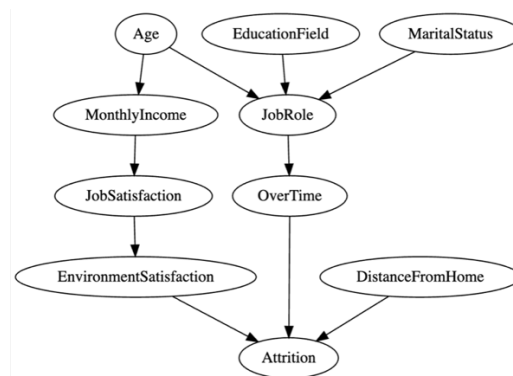 Age
EducationField
MaritalStatus
MonthlyIncome
JobRole
JobSatisfaction
OverTime
EnvironmentSatisfaction
DistanceFromHome
Attrition